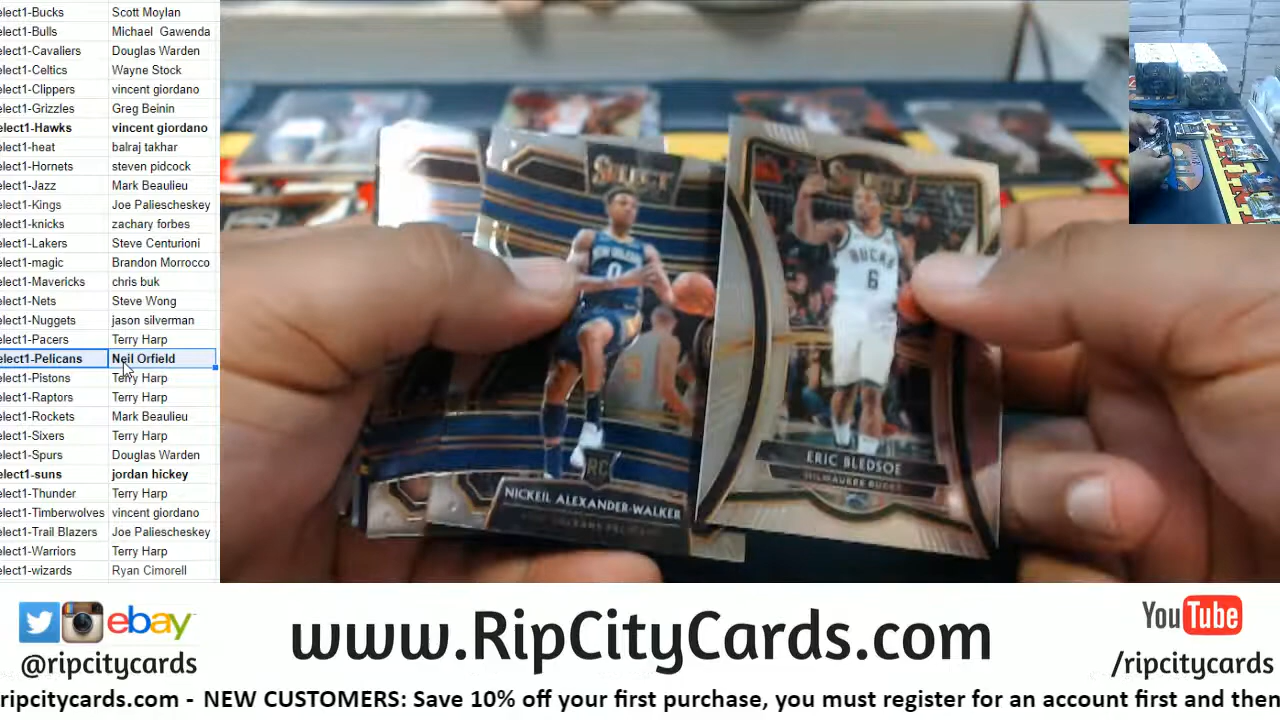 elect1-Bucks Scott Moylan
elect1-Bulls Michael Gawenda
elect1-Cavaliers Douglas Warden
elect1-Celtics Wayne Stock
elect1-Clippers vincent giordano
elect1-Grizzles Greg Beinin
elect1-Hawks vincent giordano
elect1-heat balraj takhar
elect1-Hornets steven pidcock
elect1-Jazz Mark Beaulieu
elect1-Kings Joe Paliescheskey
elect1-knicks zachary forbes
elect1-Lakers Steve Centurioni
elect1-magic Brandon Morrocco
elect1-Mavericks chris buk
elect1-Nets Steve Wong
elect1-Nuggets jason silverman
elect1-Pacers Terry Harp
elect1-Pelicans Neil Orfield
elect1-Pistons Terry Harp
elect1-Raptors Terry Harp
elect1-Rockets Mark Beaulieu
elect1-Sixers Terry Harp
elect1-Spurs Douglas Warden
elect1-suns jordan hickey
elect1-Thunder Terry Harp
elect1-Timberwolves vincent giordano
elect1-Trail Blazers Joe Paliescheskey
elect1-Warriors Terry Harp
elect1-wizards Ryan Cimorell
SELECT
NEW ORLEANS
0
RC
NICKEIL ALEXANDER-WALKER
NEW ORLEANS PELICANS
SELECT
BUCKS
6
ERIC BLEDSOE
MILWAUKEE BUCKS
ebay
@ripcitycards
www.RipCityCards.com
YouTube
/ripcitycards
ripcitycards.com - NEW CUSTOMERS: Save 10% off your first purchase, you must register for an account first and then